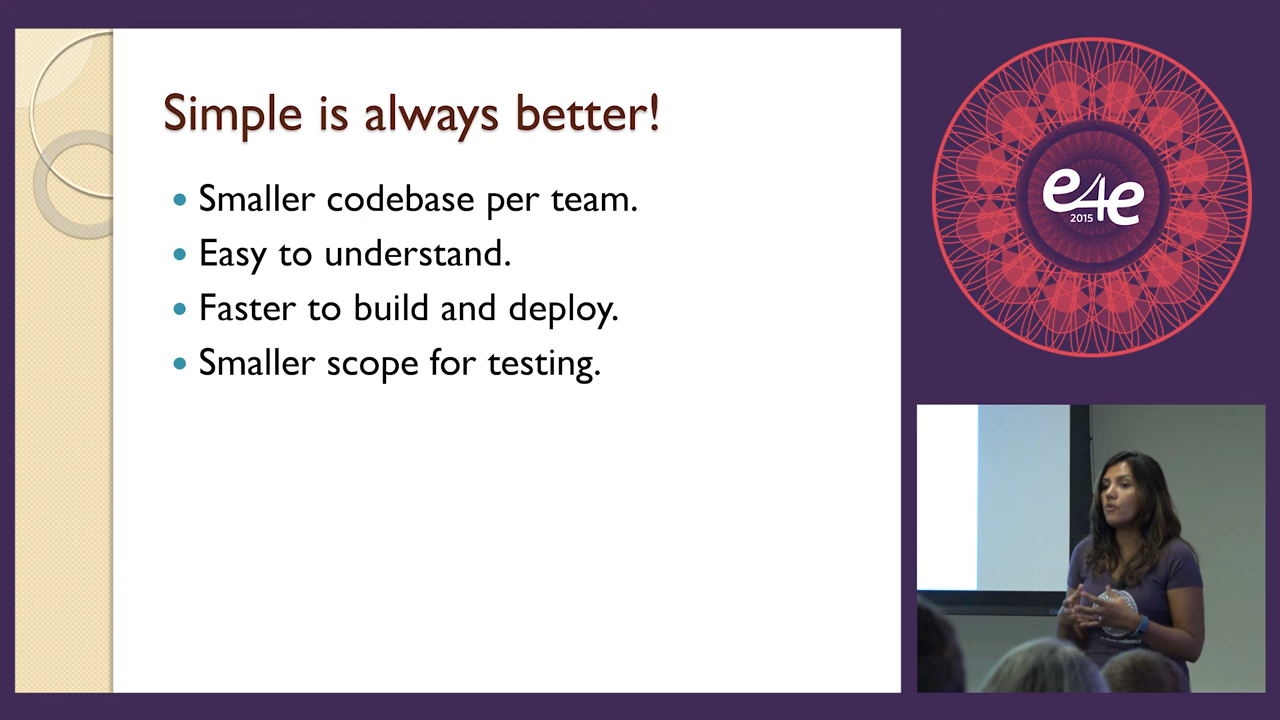 Simple is always better!
• Smaller codebase per team.
• Easy to understand.
• Faster to build and deploy.
• Smaller scope for testing.
e4e
2015